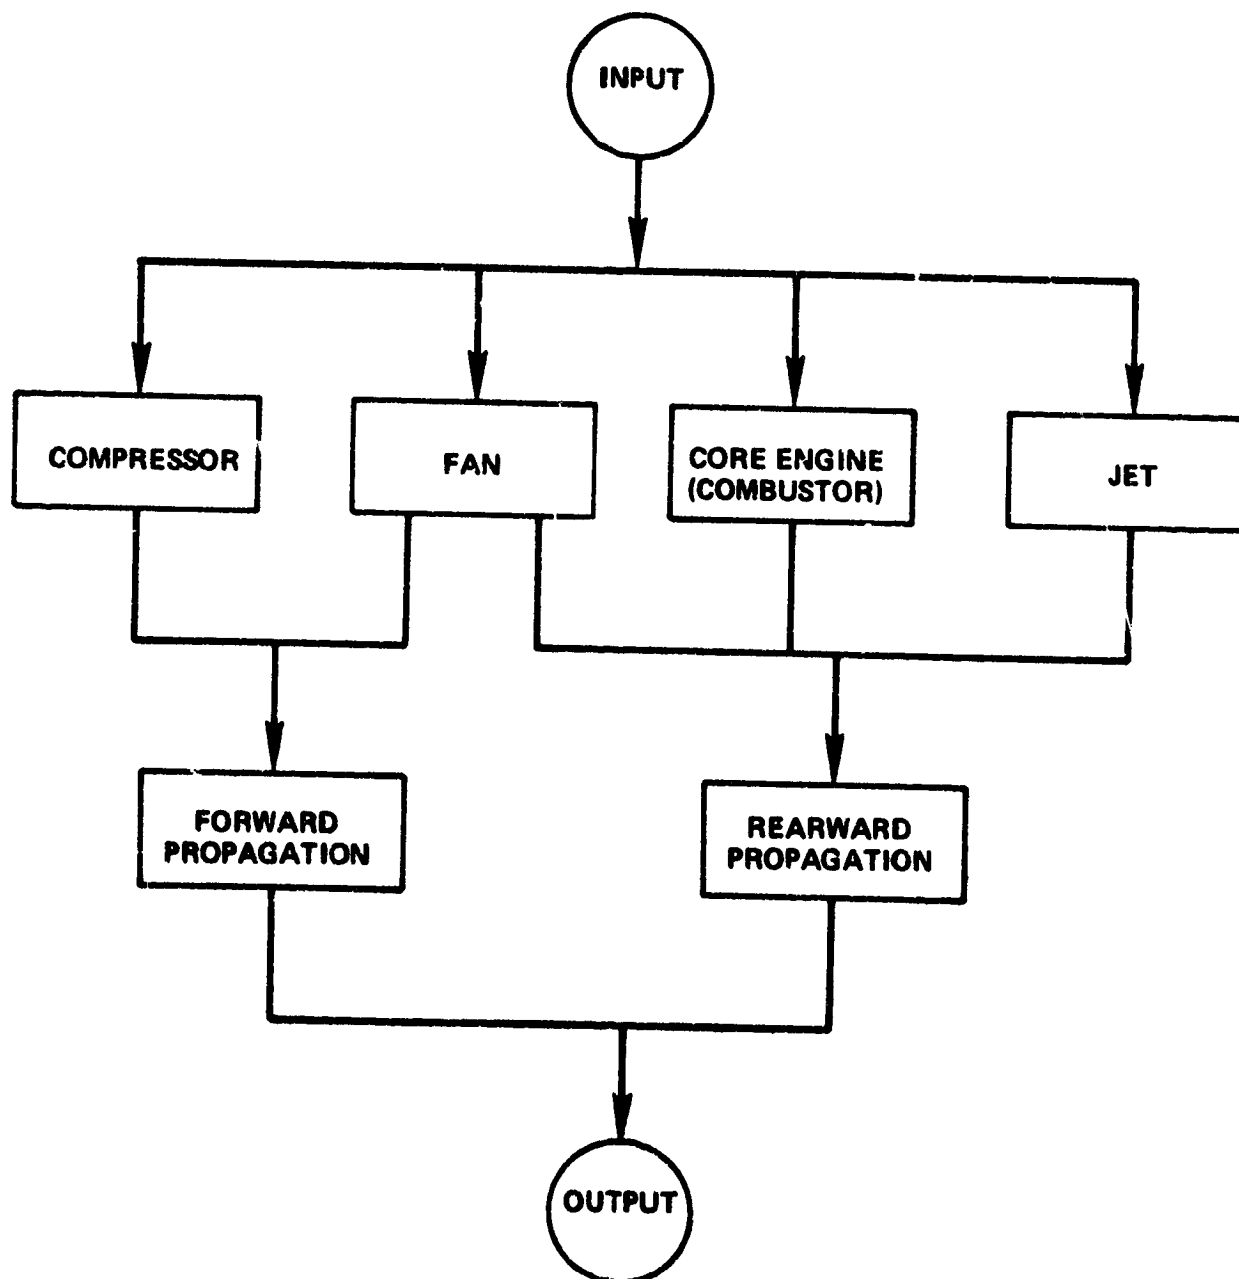 INPUT
COMPRESSOR
FAN
CORE ENGINE
(COMBUSTOR)
JET
FORWARD
PROPAGATION
REARWARD
PROPAGATION
OUTPUT